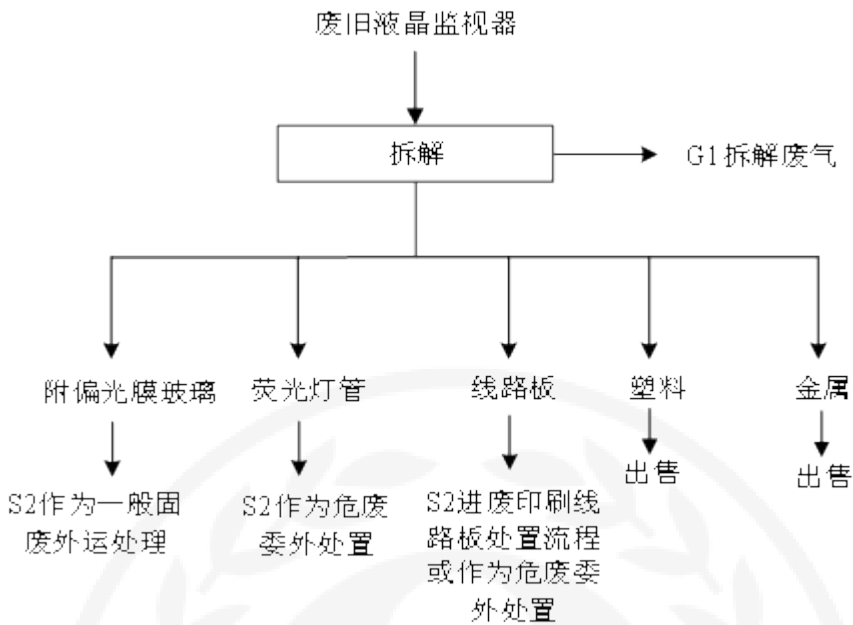 废旧液晶监视器
拆解
G1拆解废气
附偏光膜玻璃
荧光灯管
线路板
塑料
金属
S2作为一般固
废外运处理
S2作为危废
委外处置
S2进废印刷线
路板处置流程
或作为危废委
外处置
出售
出售